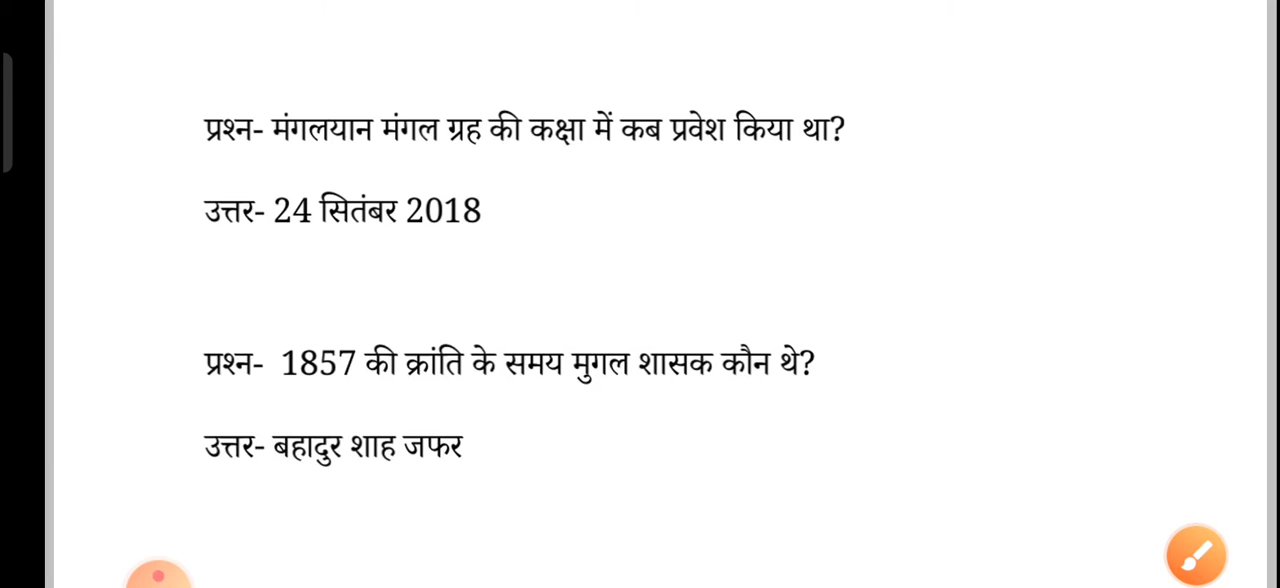 प्रश्न- मंगलयान मंगल ग्रह की कक्षा में कब प्रवेश किया था?
उत्तर- 24 सितंबर 2018
प्रश्न- 1857 की क्रांति के समय मुगल शासक कौन थे?
उत्तर- बहादुर शाह जफर